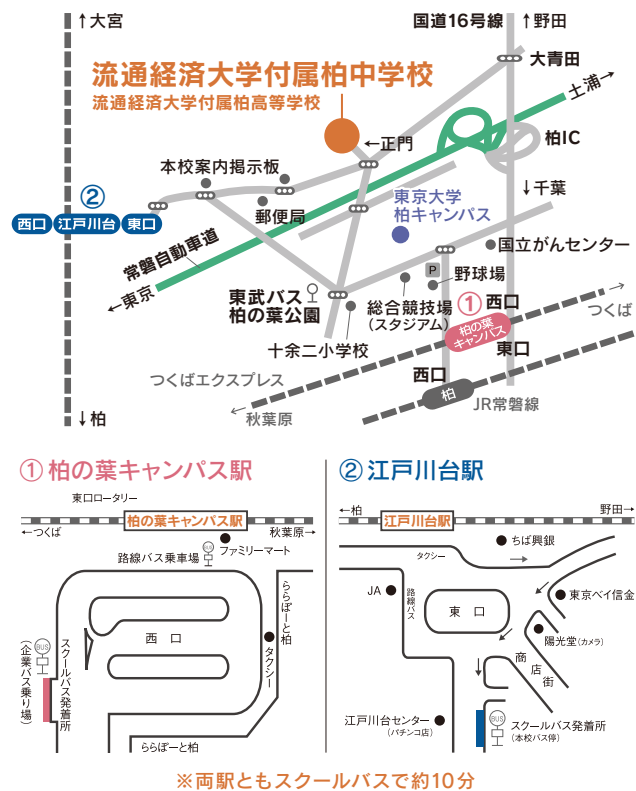 ↑大宮
国道16号線
↑野田
大青田
流通経済大学付属柏中学校
流通経済大学付属柏高等学校
土浦→
←正門
柏IC
本校案内掲示板
②
東京大学
柏キャンパス
↓千葉
西口
江戸川台
東口
郵便局
国立がんセンター
常磐自動車道
P
野球場
←東京
東武バス
柏の葉公園
総合競技場
(スタジアム)
①
西口
→
つくば
柏の葉
キャンパス
東口
十余二小学校
西口
つくばエクスプレス
柏
JR常磐線
←
秋葉原
↓柏
①柏の葉キャンパス駅
東口ロータリー
柏の葉キャンパス駅
←つくば
秋葉原→
BUS
ファミリーマート
路線バス乗車場
ららぽーと柏
西口
タクシー
BUS
スクールバス発着所
(企業バス乗り場)
ららぽーと柏
②江戸川台駅
←柏
野田→
江戸川台駅
ちば興銀
タクシー
→
JA
路線バス
東口
東京ベイ信金
陽光堂(カメラ)
商店街
江戸川台センター
(パチンコ店)
BUS
スクールバス発着所
(本校バス停)
※両駅ともスクールバスで約10分